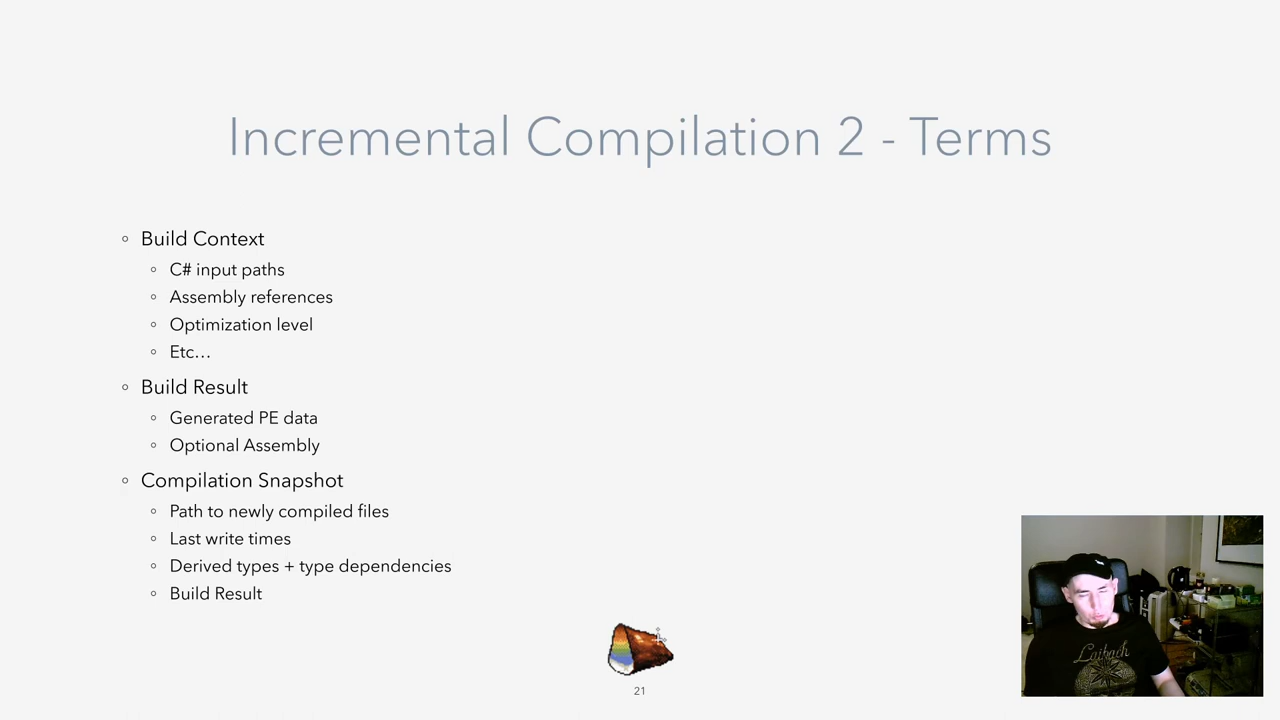 Incremental Compilation 2 - Terms
Build Context
C# input paths
Assembly references
Optimization level
Etc…
Build Result
Generated PE data
Optional Assembly
Compilation Snapshot
Path to newly compiled files
Last write times
Derived types + type dependencies
Build Result
Laibach
21